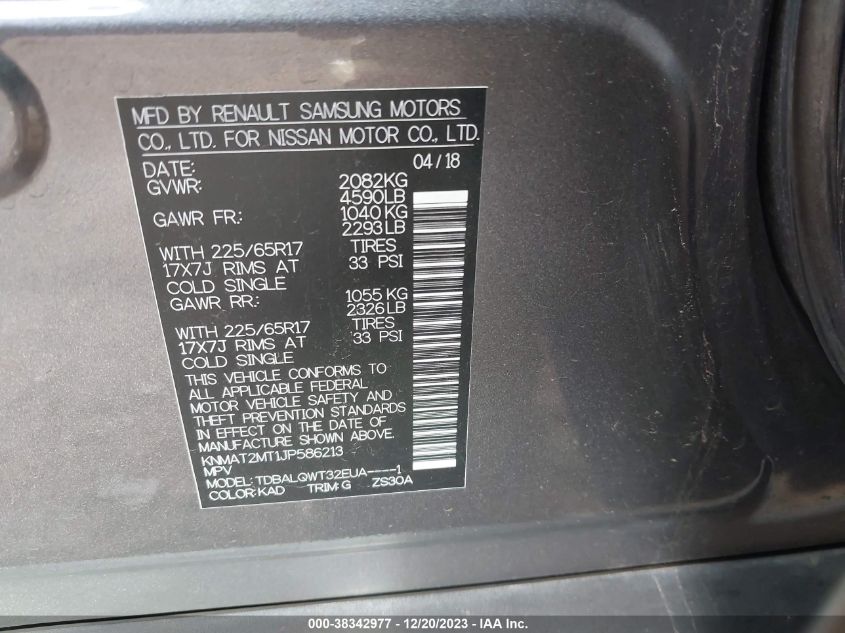 MFD BY RENAULT SAMSUNG MOTORS
CO., LTD. FOR NISSAN MOTOR CO., LTD.
DATE: 04/18
GVWR: 2082KG
4590LB
GAWR FR: 1040KG
2293LB
WITH 225/65R17 TIRES
17X7J RIMS AT 33 PSI
COLD SINGLE
GAWR RR: 1055KG
2326LB
WITH 225/65R17 TIRES
17X7J RIMS AT 33 PSI
COLD SINGLE
THIS VEHICLE CONFORMS TO
ALL APPLICABLE FEDERAL
MOTOR VEHICLE SAFETY AND
THEFT PREVENTION STANDARDS
IN EFFECT ON THE DATE OF
MANUFACTURE SHOWN ABOVE.
KNMAT2MT1JP586213
MPV
MODEL: TDBALQWT32EUA----1
COLOR: KAD TRIM: G ZS30A
000-38342977 - 12/20/2023 - IAA Inc.